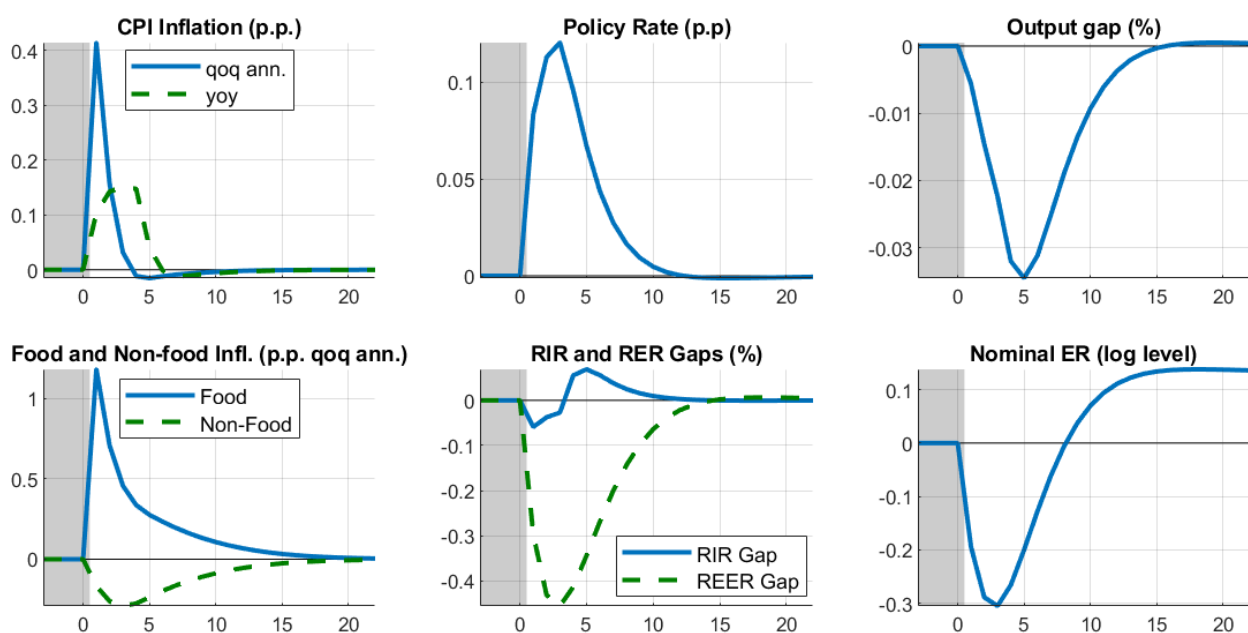 CPI Inflation (p.p.)
0.4
0.3
0.2
0.1
0
0 5 10 15 20
qoq ann.
yoy
Policy Rate (p.p)
0.1
0.05
0
0 5 10 15 20
Output gap (%)
0
-0.01
-0.02
-0.03
0 5 10 15 20
Food and Non-food Infl. (p.p. qoq ann.)
1
0.5
0
0 5 10 15 20
Food
Non-Food
RIR and RER Gaps (%)
0
-0.1
-0.2
-0.3
-0.4
0 5 10 15 20
RIR Gap
REER Gap
Nominal ER (log level)
0.1
0
-0.1
-0.2
-0.3
0 5 10 15 20